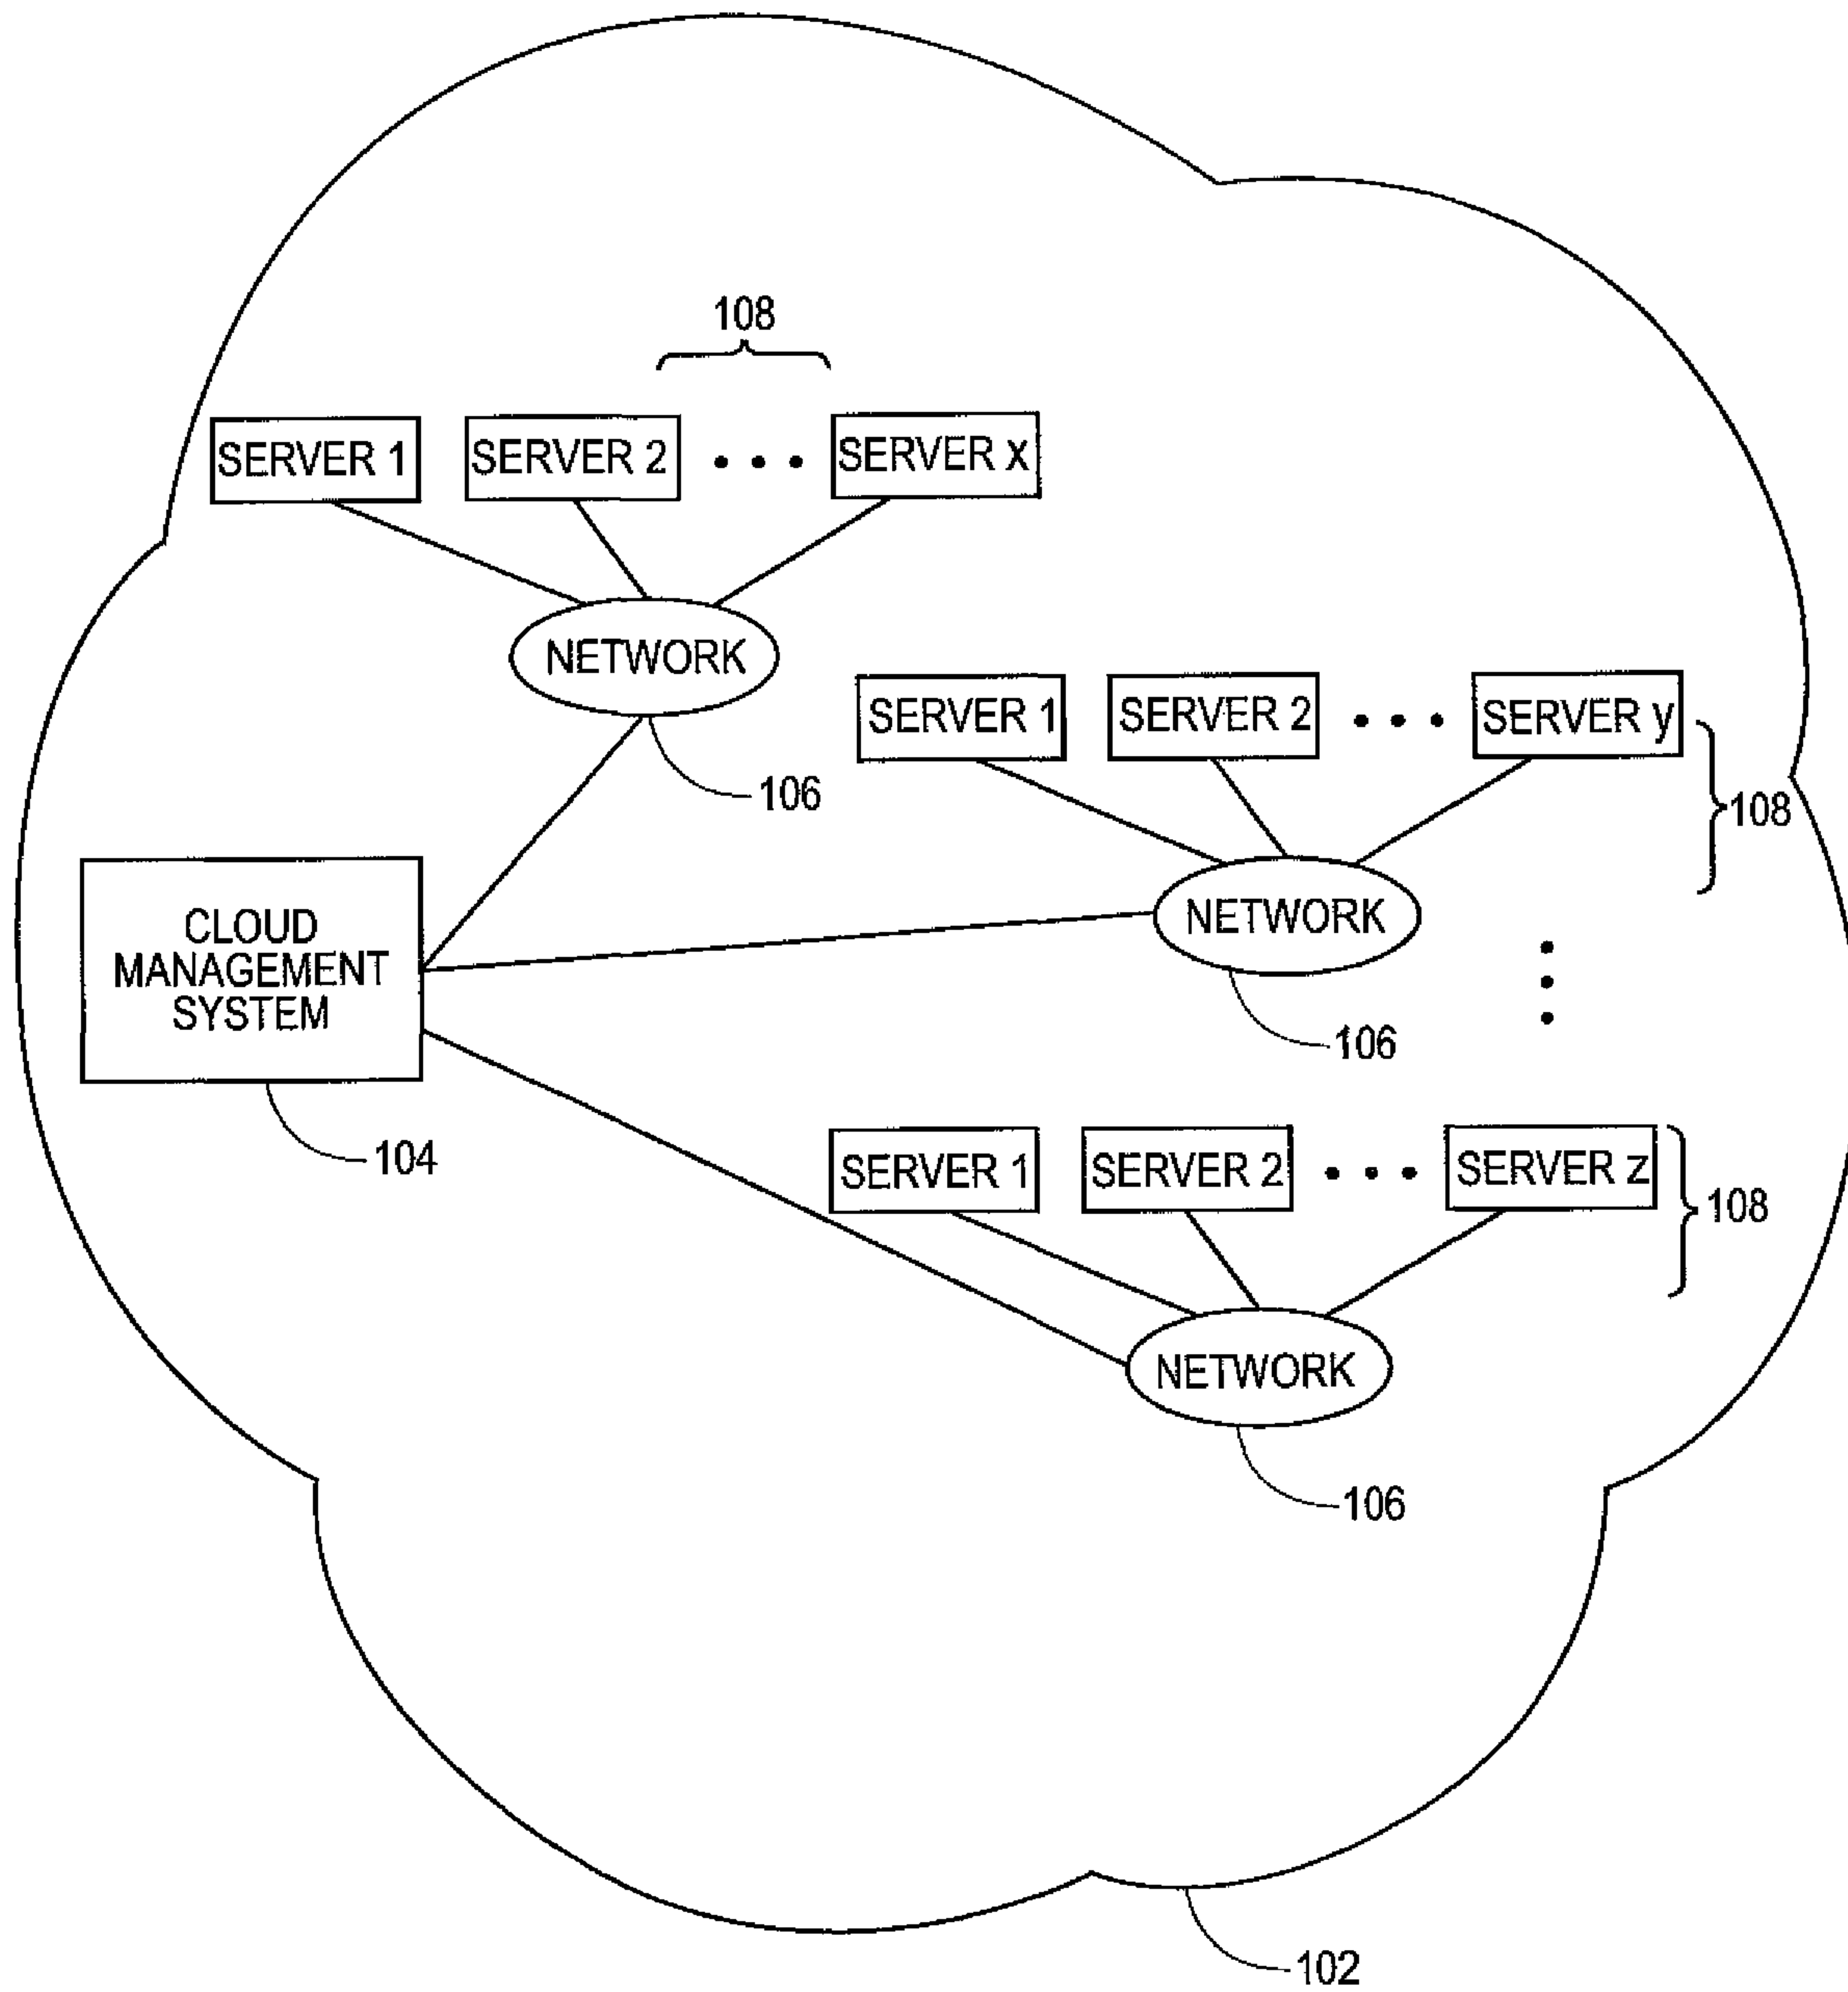 108
SERVER 1 SERVER 2 • • • SERVER X
NETWORK
106
SERVER 1 SERVER 2 • • • SERVER y
108
NETWORK
106
CLOUD
MANAGEMENT
SYSTEM
104
SERVER 1 SERVER 2 • • • SERVER Z
108
NETWORK
106
102